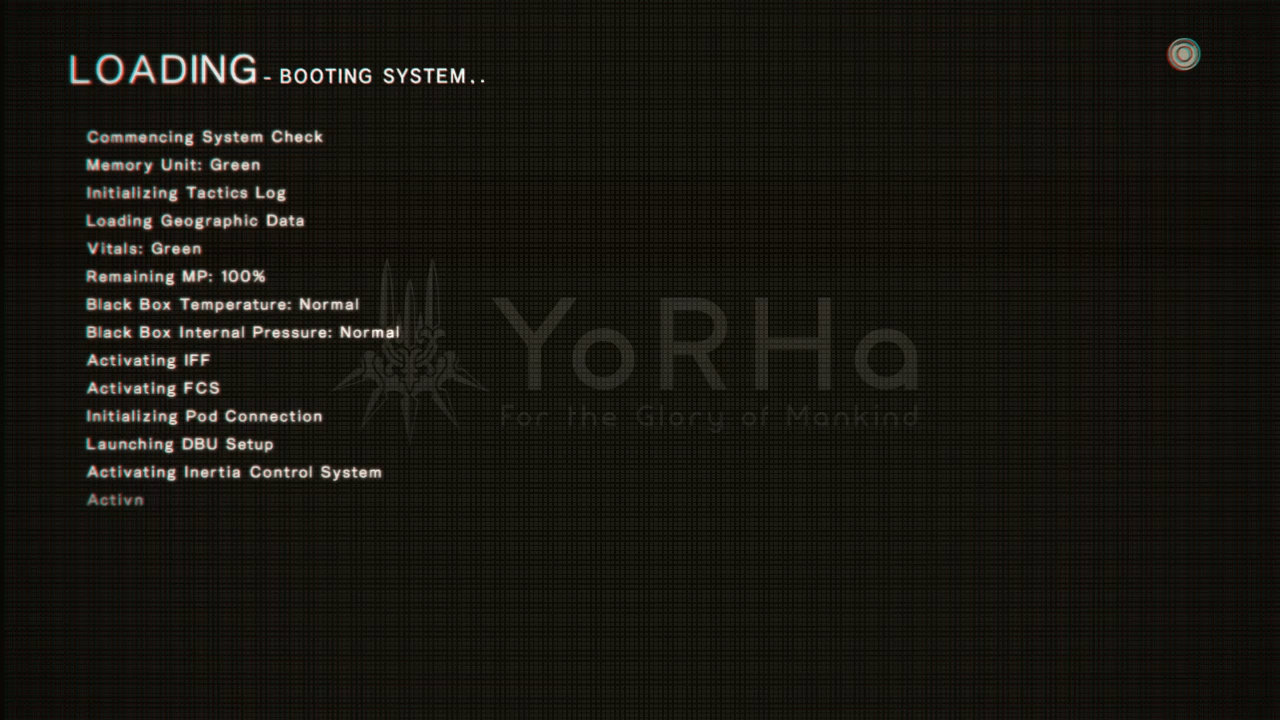 LOADING - BOOTING SYSTEM..
Commencing System Check
Memory Unit: Green
Initializing Tactics Log
Loading Geographic Data
Vitals: Green
Remaining MP: 100%
Black Box Temperature: Normal
Black Box Internal Pressure: Normal
Activating IFF
Activating FCS
Initializing Pod Connection
Launching DBU Setup
Activating Inertia Control System
Activn
YoRHa
For the Glory of Mankind